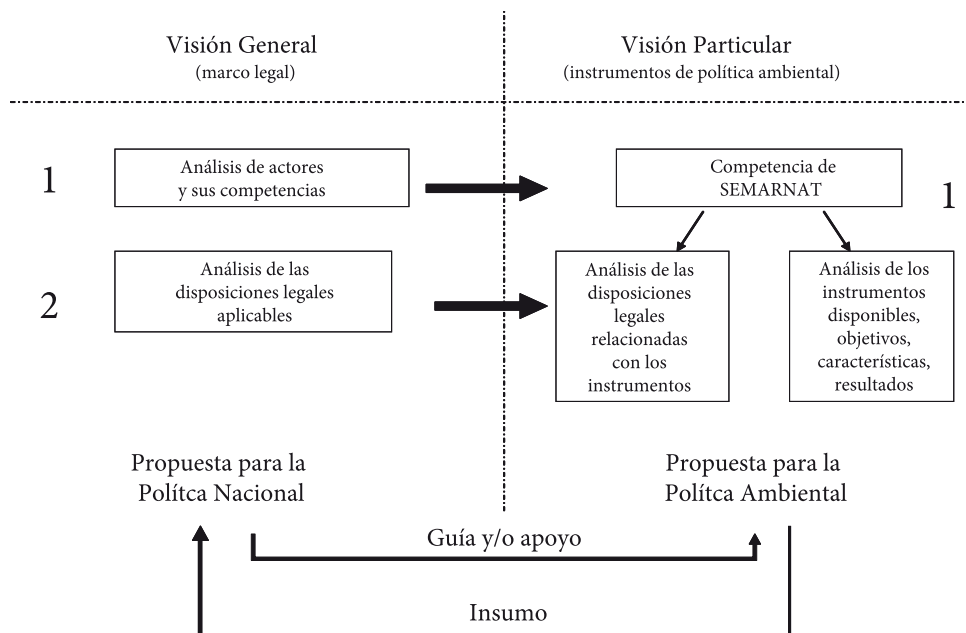 Visión General
(marco legal)
Visión Particular
(instrumentos de política ambiental)
1
Análisis de actores
y sus competencias
Competencia de
SEMARNAT
1
2
Análisis de las
disposiciones legales
aplicables
Análisis de las
disposiciones
legales
relacionadas
con los
instrumentos
Análisis de los
instrumentos
disponibles,
objetivos,
características,
resultados
Propuesta para la
Polítca Nacional
Propuesta para la
Polítca Ambiental
Guía y/o apoyo
Insumo